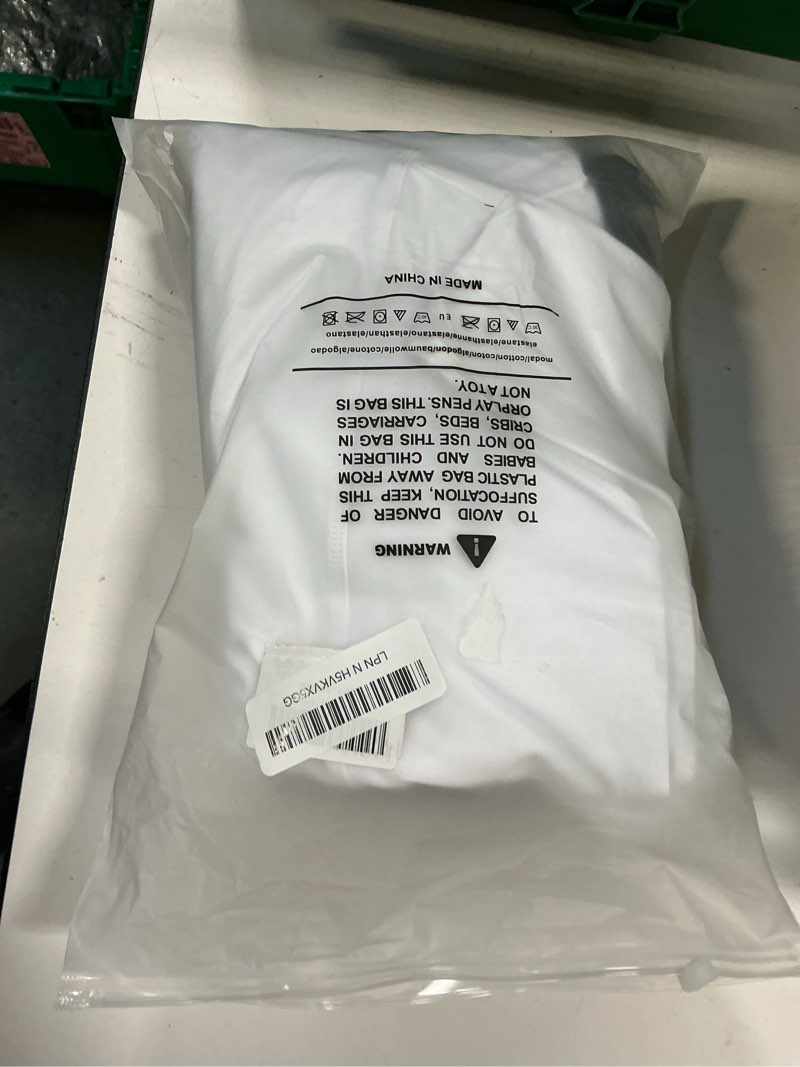 LPN N H5VKVX5GG
WARNING
TO AVOID DANGER OF
SUFFOCATION, KEEP THIS
PLASTIC BAG AWAY FROM
BABIES AND CHILDREN.
DO NOT USE THIS BAG IN
CRIBS, BEDS, CARRIAGES
ORPLAY PENS. THIS BAG IS
NOT A TOY.
modal/cotton/coton/algodon/baumwolle/cotone/algodao
elastane/elasthanne/elastano/elasthan/elastano
EU
MADE IN CHINA